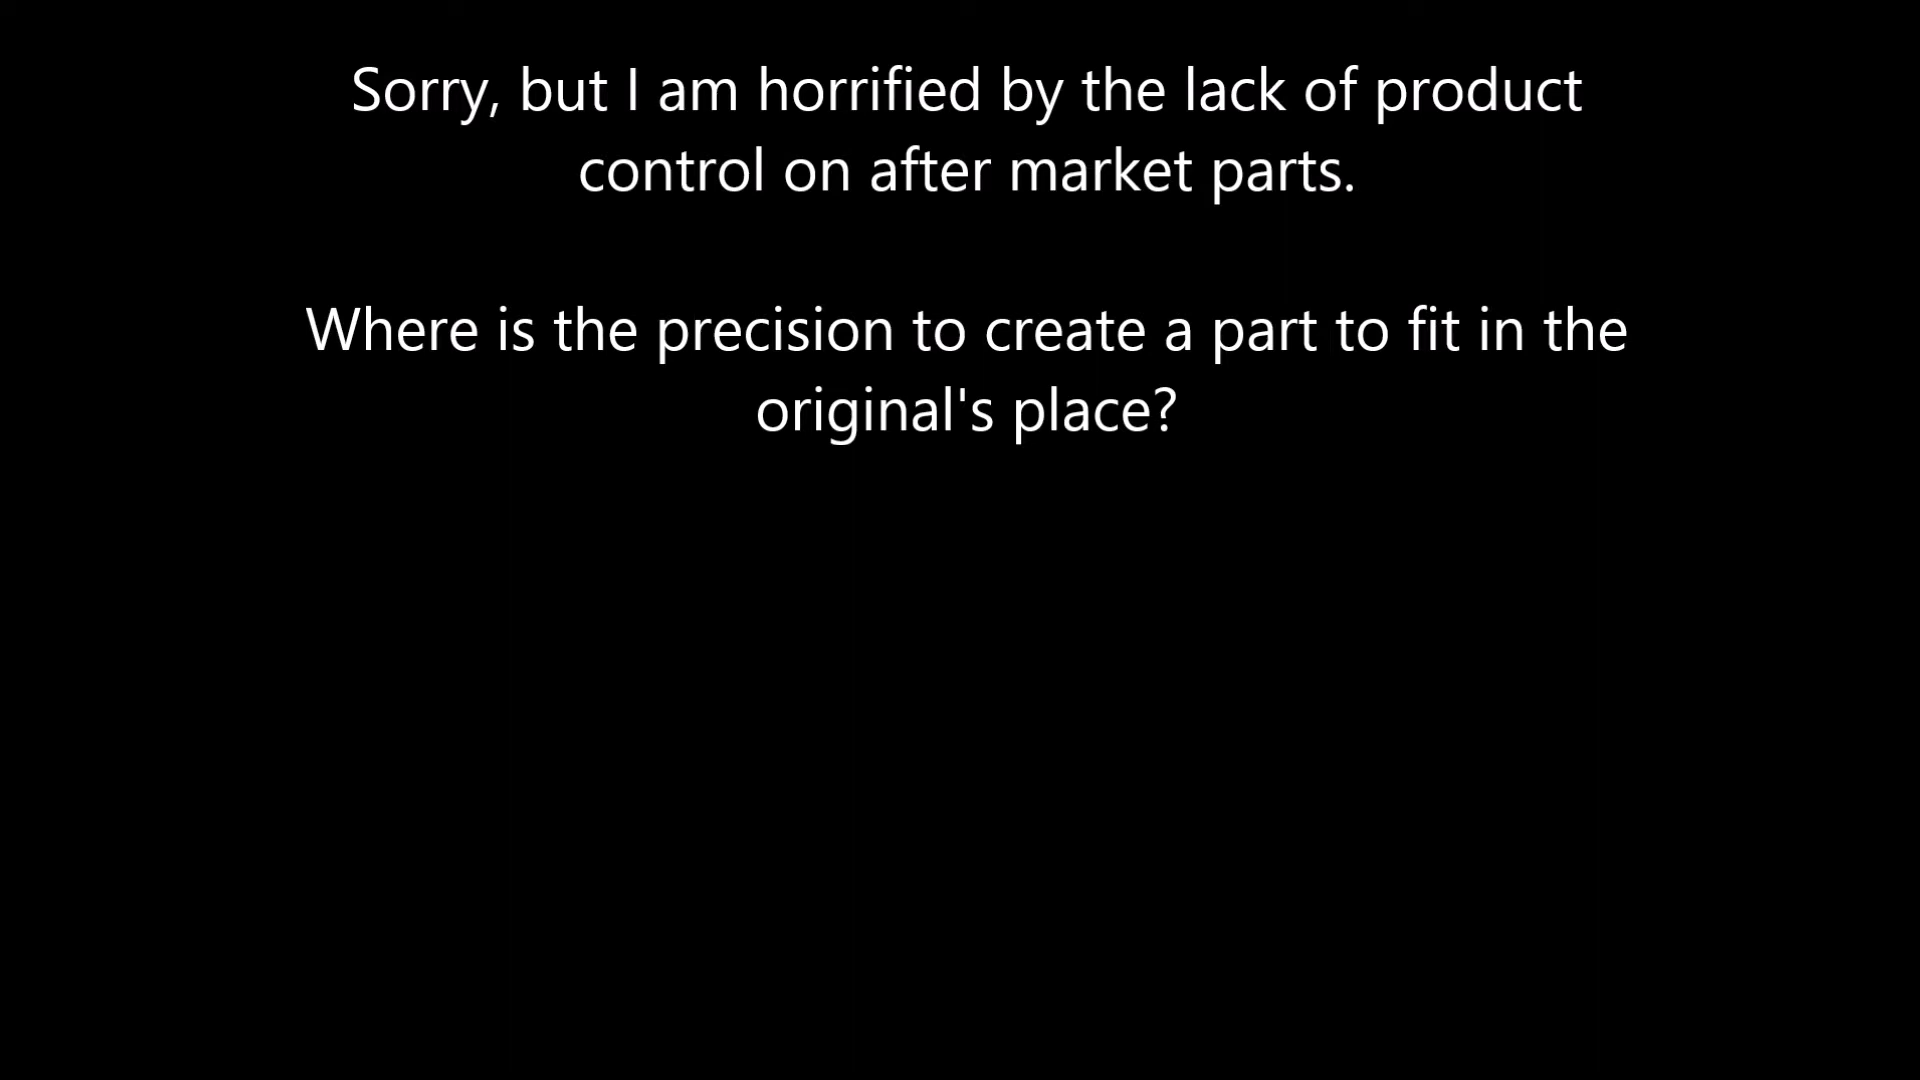 Sorry, but I am horrified by the lack of product
control on after market parts.
Where is the precision to create a part to fit in the
original's place?